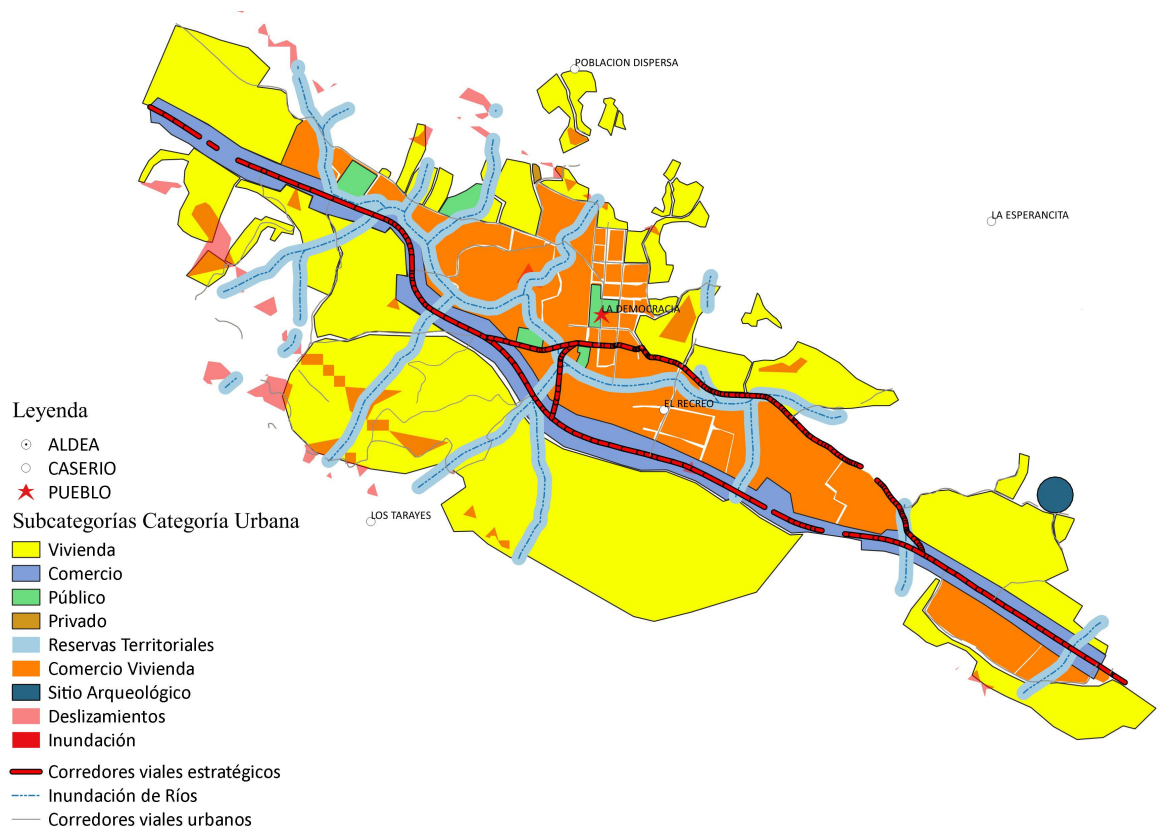 POBLACION DISPERSA
LA ESPERANCITA
LA DEMOCRACIA
EL RECREO
LOS TARAYES
Leyenda
ALDEA
CASERIO
PUEBLO
Subcategorías Categoría Urbana
Vivienda
Comercio
Público
Privado
Reservas Territoriales
Comercio Vivienda
Sitio Arqueológico
Deslizamientos
Inundación
Corredores viales estratégicos
Inundación de Ríos
Corredores viales urbanos